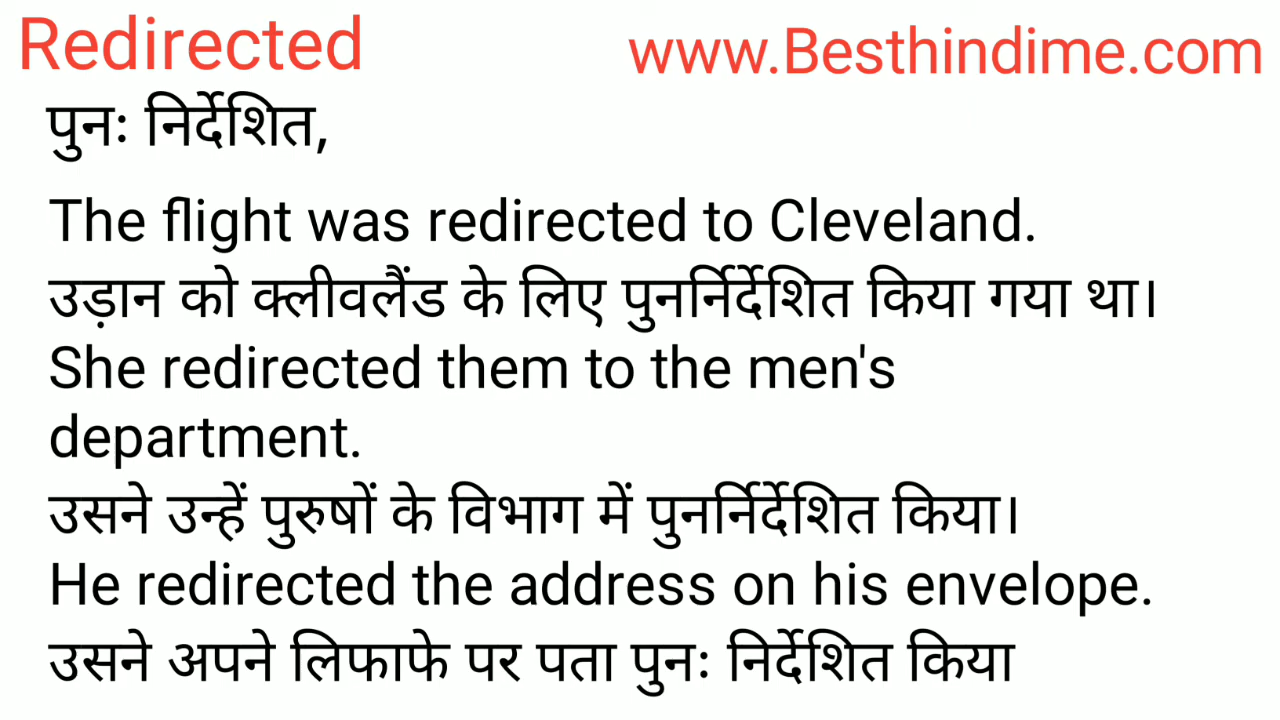 Redirected
www.Besthindime.com
पुनः निर्देशित,
The flight was redirected to Cleveland.
उड़ान को क्लीवलैंड के लिए पुनर्निर्देशित किया गया था।
She redirected them to the men's
department.
उसने उन्हें पुरुषों के विभाग में पुनर्निर्देशित किया।
He redirected the address on his envelope.
उसने अपने लिफाफे पर पता पुनः निर्देशित किया